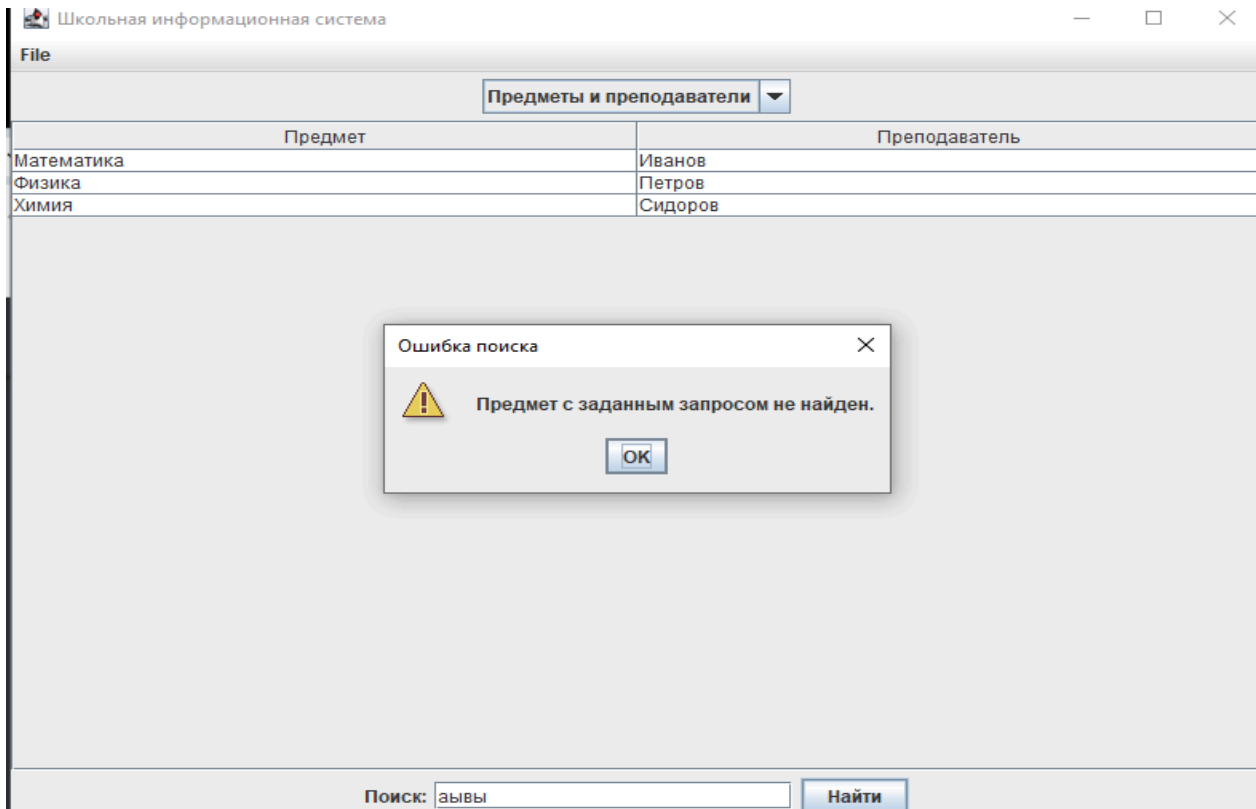 Школьная информационная система
File
Предметы и преподаватели
Предмет Преподаватель
Математика Иванов
Физика Петров
Химия Сидоров
Ошибка поиска
Предмет с заданным запросом не найден.
OK
Поиск: аывы Найти